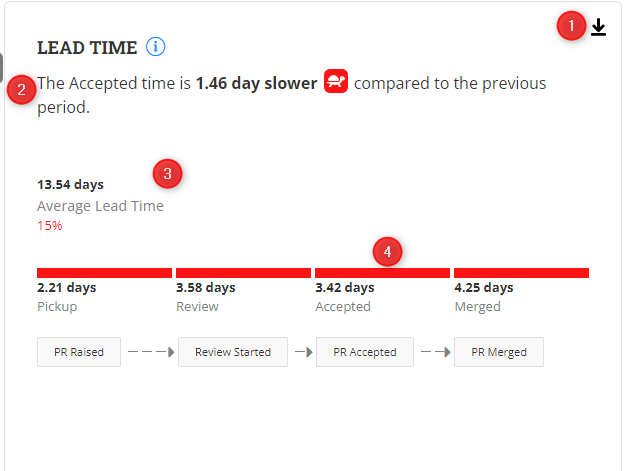 1
LEAD TIME i
2
The Accepted time is 1.46 day slower compared to the previous
period.
3
13.54 days
Average Lead Time
15%
4
2.21 days 3.58 days 3.42 days 4.25 days
Pickup Review Accepted Merged
PR Raised Review Started PR Accepted PR Merged